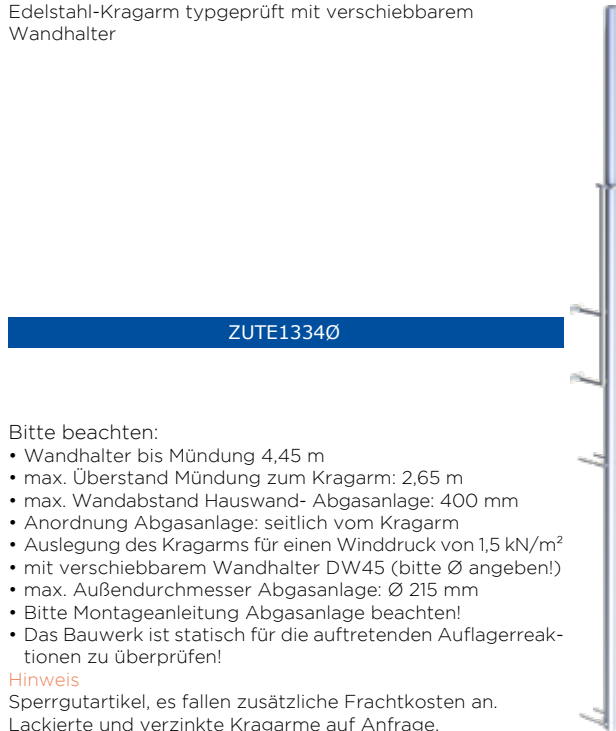 Edelstahl-Kragarm typgeprüft mit verschiebbarem
Wandhalter
ZUTE1334Ø
Bitte beachten:
• Wandhalter bis Mündung 4,45 m
• max. Überstand Mündung zum Kragarm: 2,65 m
• max. Wandabstand Hauswand- Abgasanlage: 400 mm
• Anordnung Abgasanlage: seitlich vom Kragarm
• Auslegung des Kragarms für einen Winddruck von 1,5 kN/m²
• mit verschiebbarem Wandhalter DW45 (bitte Ø angeben!)
• max. Außendurchmesser Abgasanlage: Ø 215 mm
• Bitte Montageanleitung Abgasanlage beachten!
• Das Bauwerk ist statisch für die auftretenden Auflagerreak-
tionen zu überprüfen!
Hinweis
Sperrgutartikel, es fallen zusätzliche Frachtkosten an.
Lackierte und verzinkte Kragarme auf Anfrage.